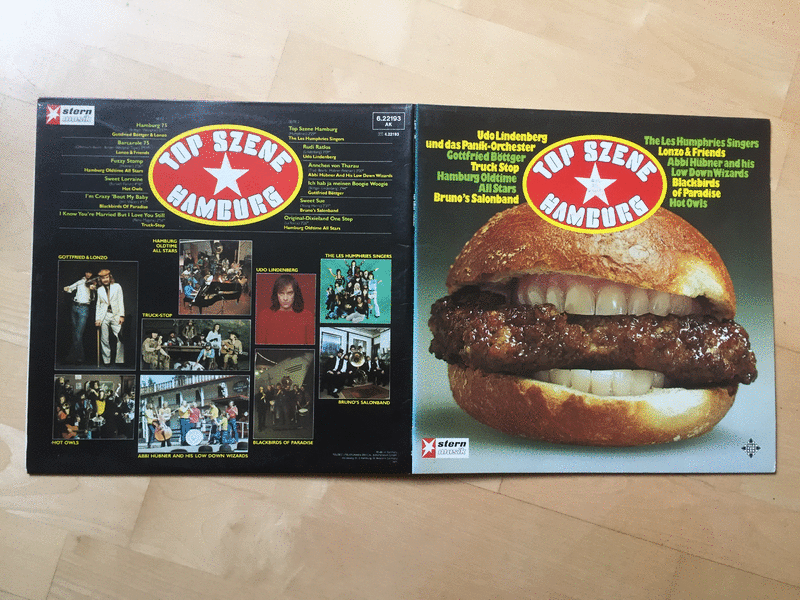 stern
musik
Hamburg 75
Gottfried Böttger & Lonzo
Barcarole 75
Lonzo & Friends
Fuzzy Stomp
Hamburg Oldtime All Stars
Sweet Lorraine
Hot Owls
I'm Crazy 'Bout My Baby
Blackbirds Of Paradise
I Know You're Married But I Love You Still
Truck-Stop
Top Szene Hamburg
The Les Humphries Singers
Rudi Ratlos
Udo Lindenberg
Ännchen von Tharau
Abbi Hübner And His Low Down Wizards
Ich hab ja meinen Boogie Woogie
Gottfried Böttger
Sweet Sue
Bruno's Salonband
Original-Dixieland One Step
Hamburg Oldtime All Stars
6.22193
AK
TOP SZENE
HAMBURG
GOTTFRIED & LONZO
HAMBURG
OLDTIME
ALL STARS
UDO LINDENBERG
THE LES HUMPHRIES SINGERS
TRUCK-STOP
BRUNO'S SALONBAND
HOT OWLS
ABBI HÜBNER AND HIS LOW DOWN WIZARDS
BLACKBIRDS OF PARADISE
Udo Lindenberg
und das Panik-Orchester
Gottfried Böttger
Truck Stop
Hamburg Oldtime
All Stars
Bruno's Salonband
TOP SZENE
HAMBURG
The Les Humphries Singers
Lonzo & Friends
Abbi Hübner and his
Low Down Wizards
Blackbirds
of Paradise
Hot Owls
stern
musik